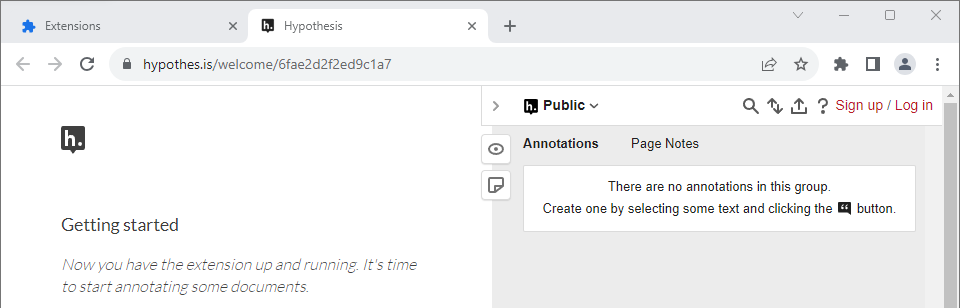 Extensions
Hypothesis
hypothes.is/welcome/6fae2d2f2ed9c1a7
h.
Public
? Sign up / Log in
Annotations
Page Notes
There are no annotations in this group.
Create one by selecting some text and clicking the button.
h.
Getting started
Now you have the extension up and running. It's time
to start annotating some documents.